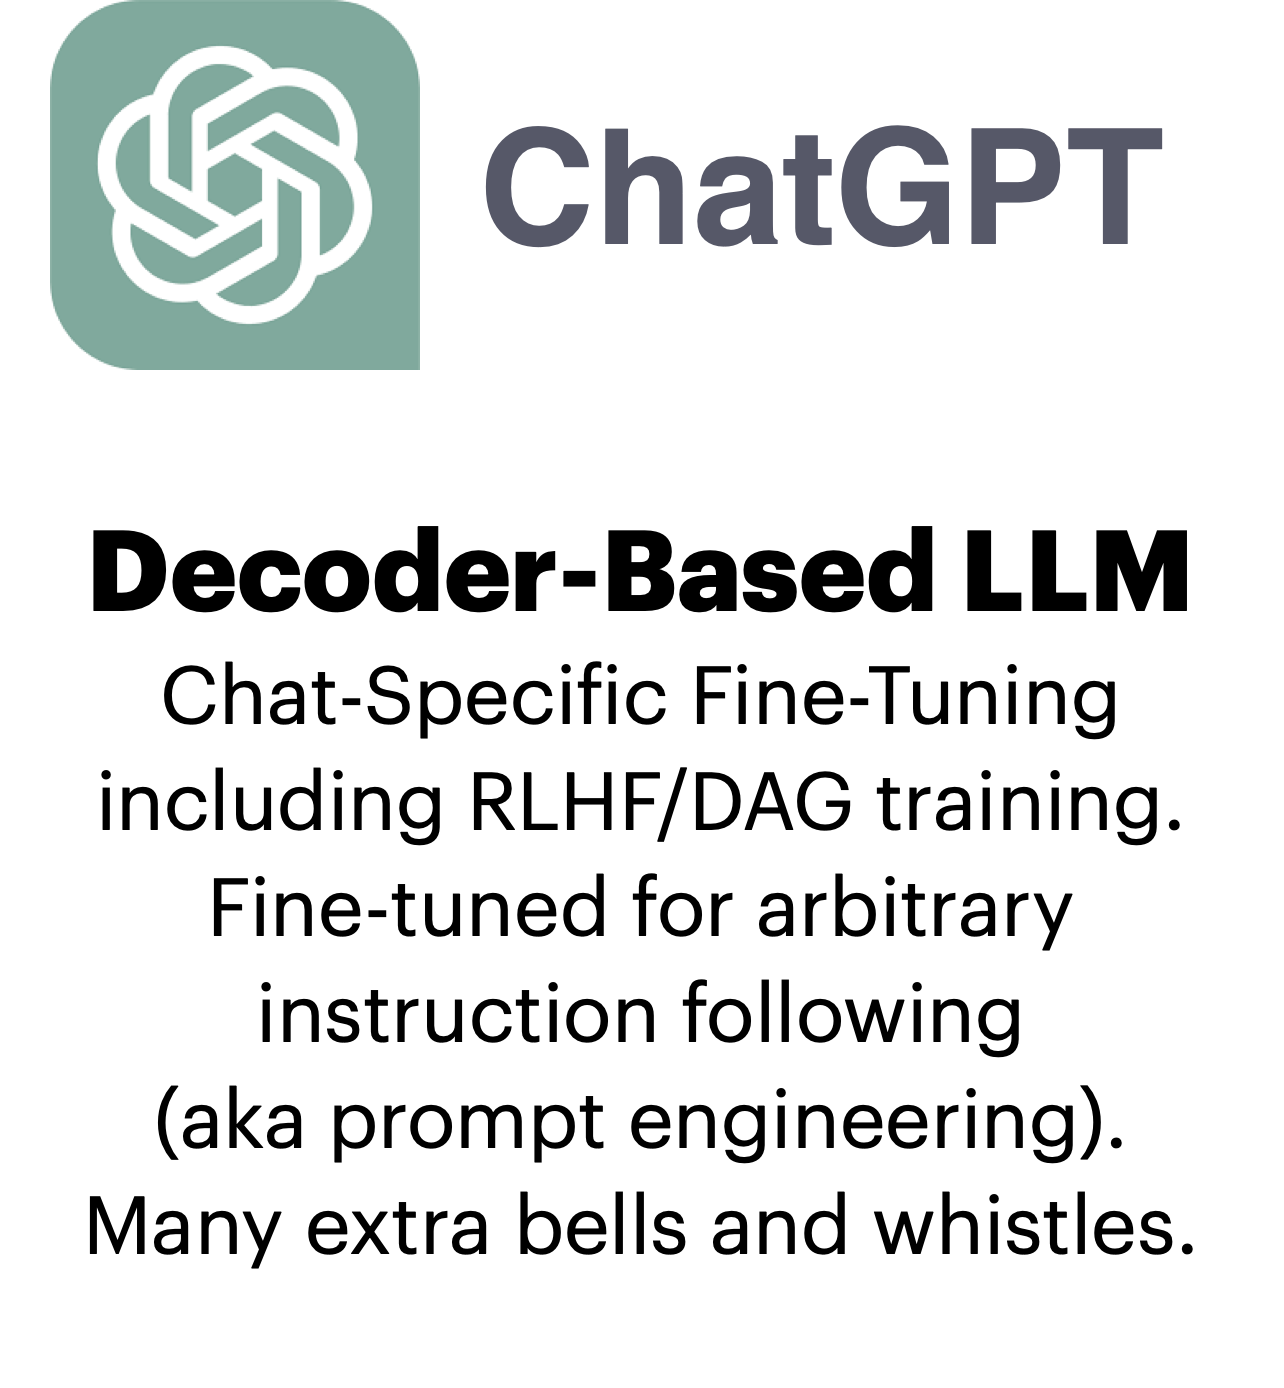 ChatGPT
Decoder-Based LLM
Chat-Specific Fine-Tuning
including RLHF/DAG training.
Fine-tuned for arbitrary
instruction following
(aka prompt engineering).
Many extra bells and whistles.